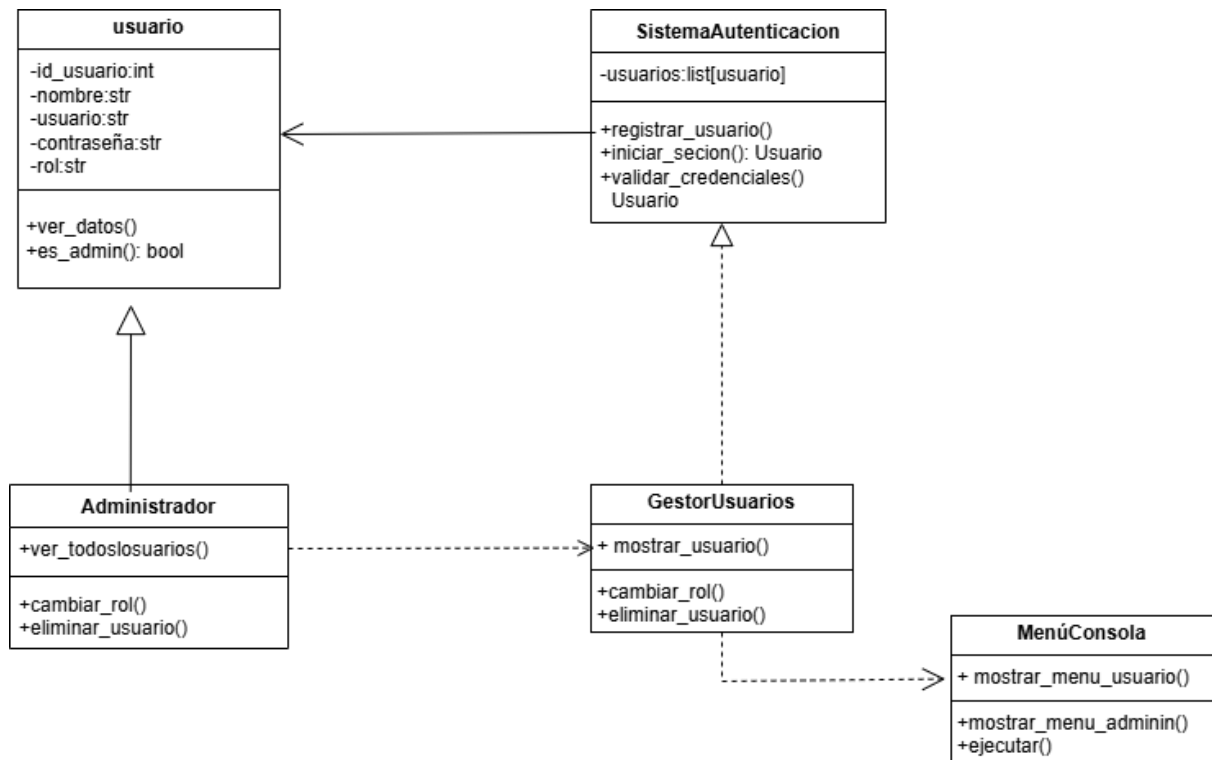 usuario
-id_usuario:int
-nombre:str
-usuario:str
-contraseña:str
-rol:str
+ver_datos()
+es_admin(): bool
SistemaAutenticacion
-usuarios:list[usuario]
+registrar_usuario()
+iniciar_secion(): Usuario
+validar_credenciales()
Usuario
Administrador
+ver_todoslosuarios()
+cambiar_rol()
+eliminar_usuario()
GestorUsuarios
+ mostrar_usuario()
+cambiar_rol()
+eliminar_usuario()
MenúConsola
+ mostrar_menu_usuario()
+mostrar_menu_adminin()
+ejecutar()